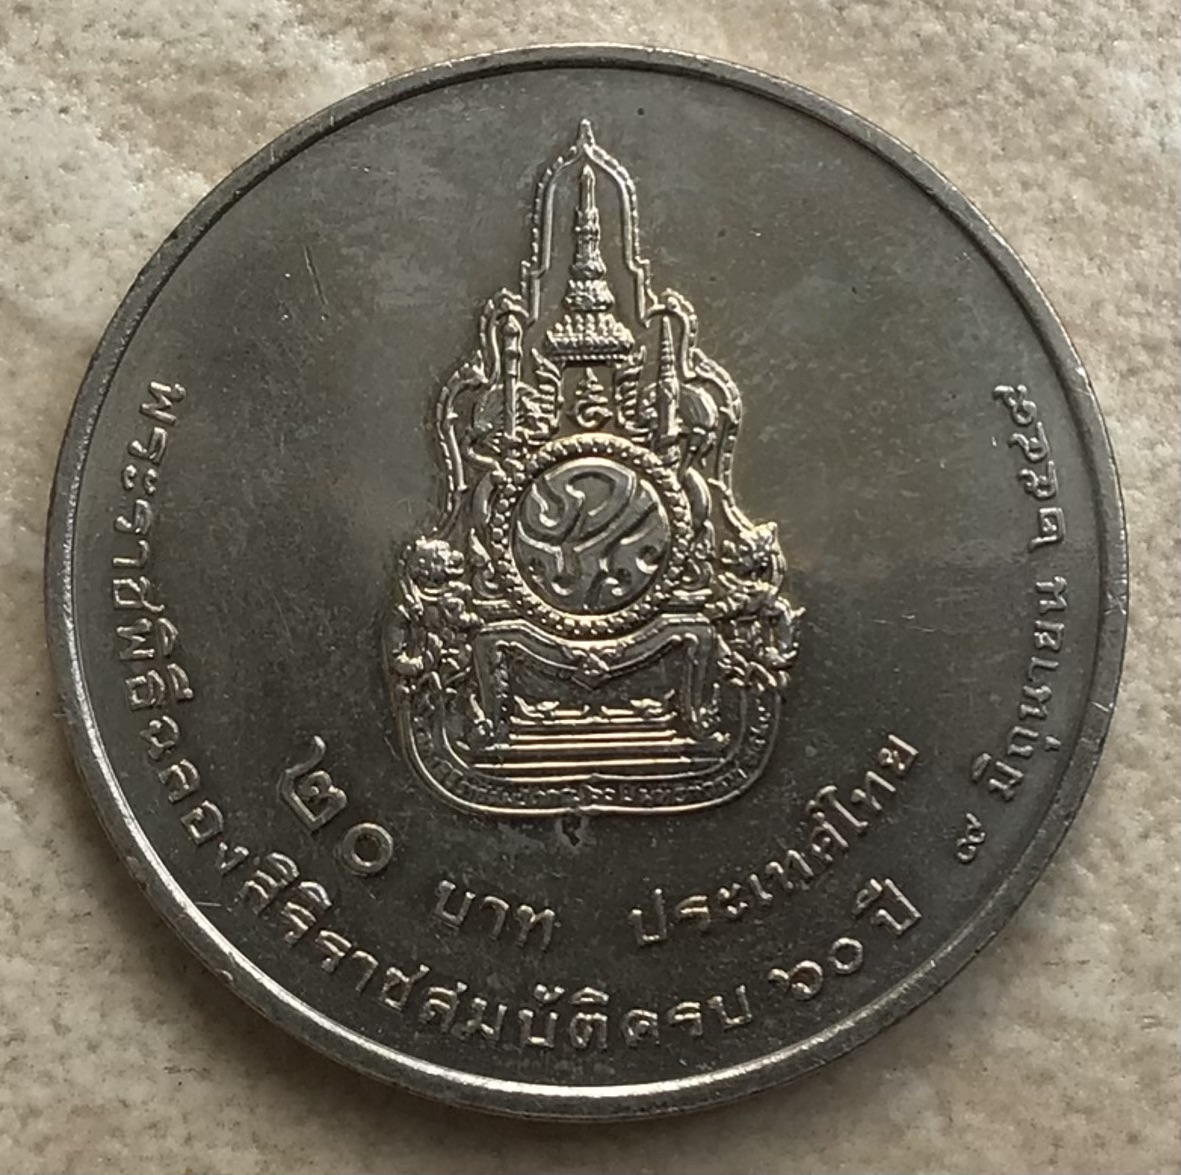 พระราชพิธีฉลองสิริราชสมบัติครบ ๖๐ ปี ๙ มิถุนายน ๒๕๔๙
๒๐ บาท ประเทศไทย